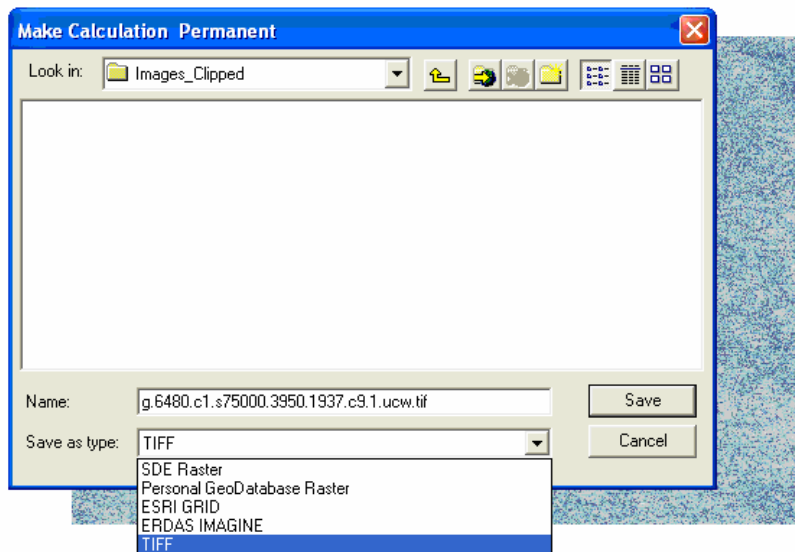 Make Calculation  Permanent
Look in: Images_Clipped
Name: g.6480.c1.s75000.3950.1937.c9.1.ucw.tif
Save
Save as type: TIFF
Cancel
SDE Raster
Personal GeoDatabase Raster
ESRI GRID
ERDAS IMAGINE
TIFF